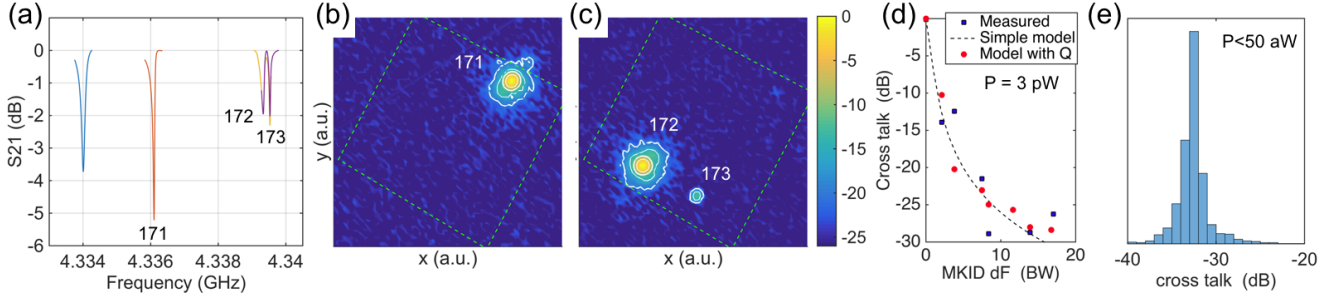 (a)
S21 (dB)
0
-1
-2
-3
-4
-5
-6
172
173
171
4.334
4.336
4.338
4.34
Frequency (GHz)
(b)
171
y (a.u.)
x (a.u.)
(c)
172
173
x (a.u.)
0
-5
-10
-15
-20
-25
(d)
Measured
Simple model
Model with Q
P = 3 pW
Cross talk (dB)
0
-5
-10
-15
-20
-25
-30
0
5
10
15
MKID dF (BW)
(e)
P<50 aW
-40
-30
-20
cross talk (dB)